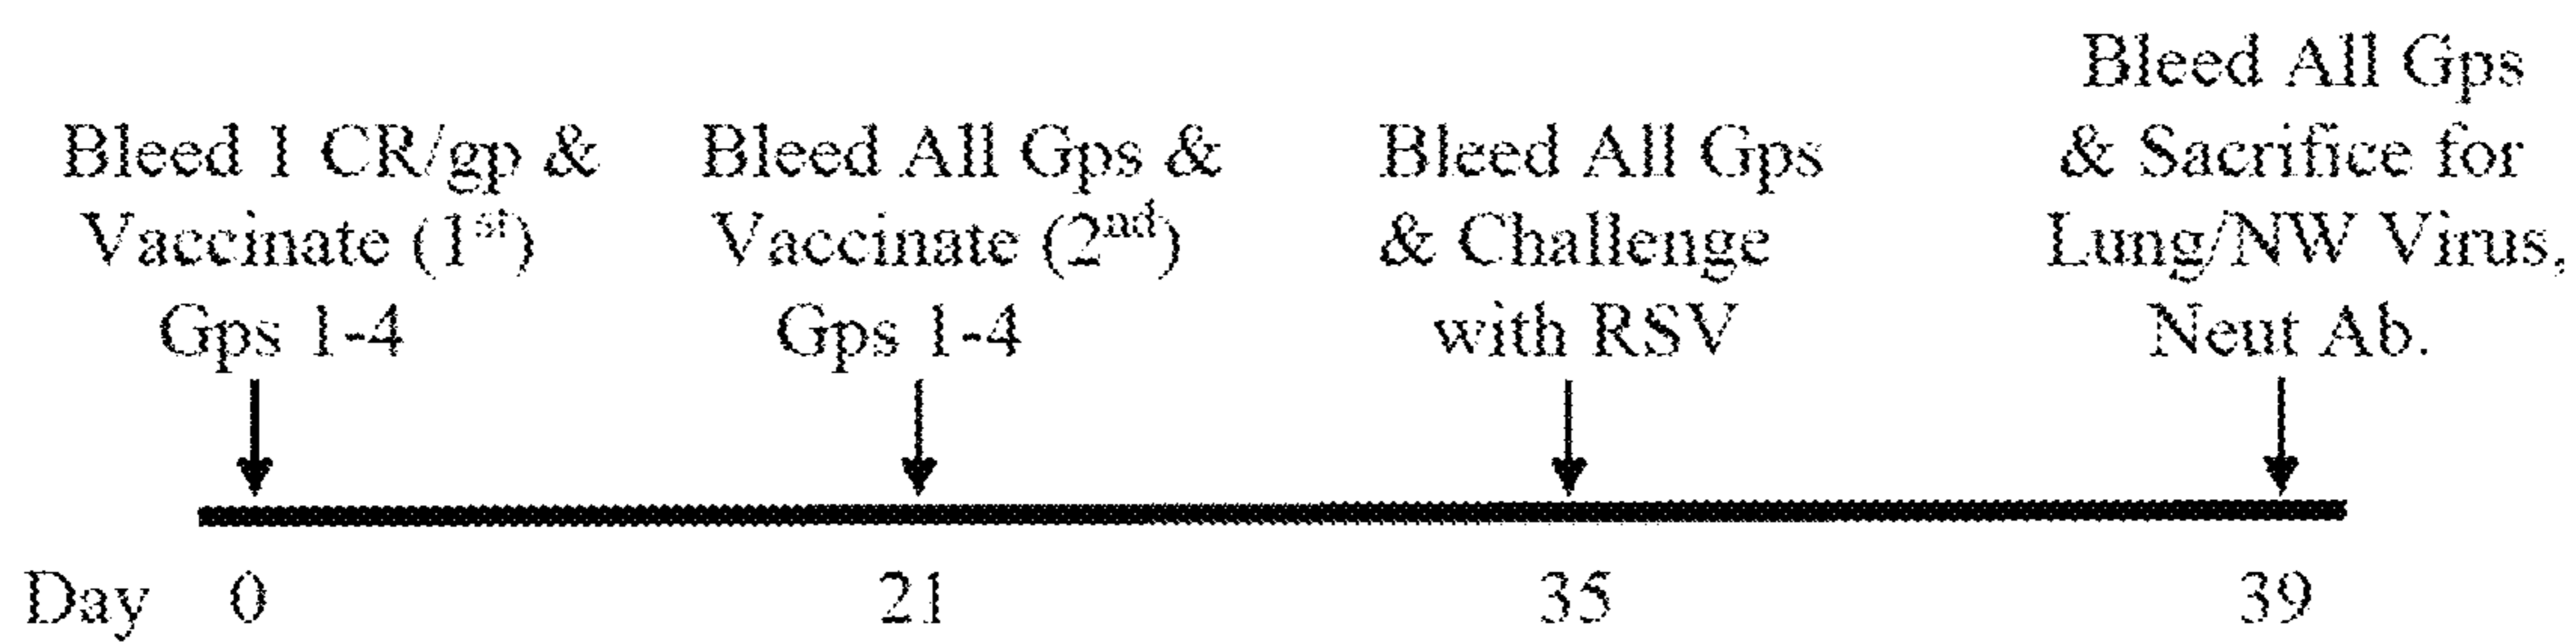 Bleed 1 CR/gp &
Vaccinate (1st)
Gps 1-4
Bleed All Gps &
Vaccinate (2nd)
Gps 1-4
Bleed All Gps
& Challenge
with RSV
Bleed All Gps
& Sacrifice for
Lung/NW Virus,
Neut Ab.
Day 0 21 35 39